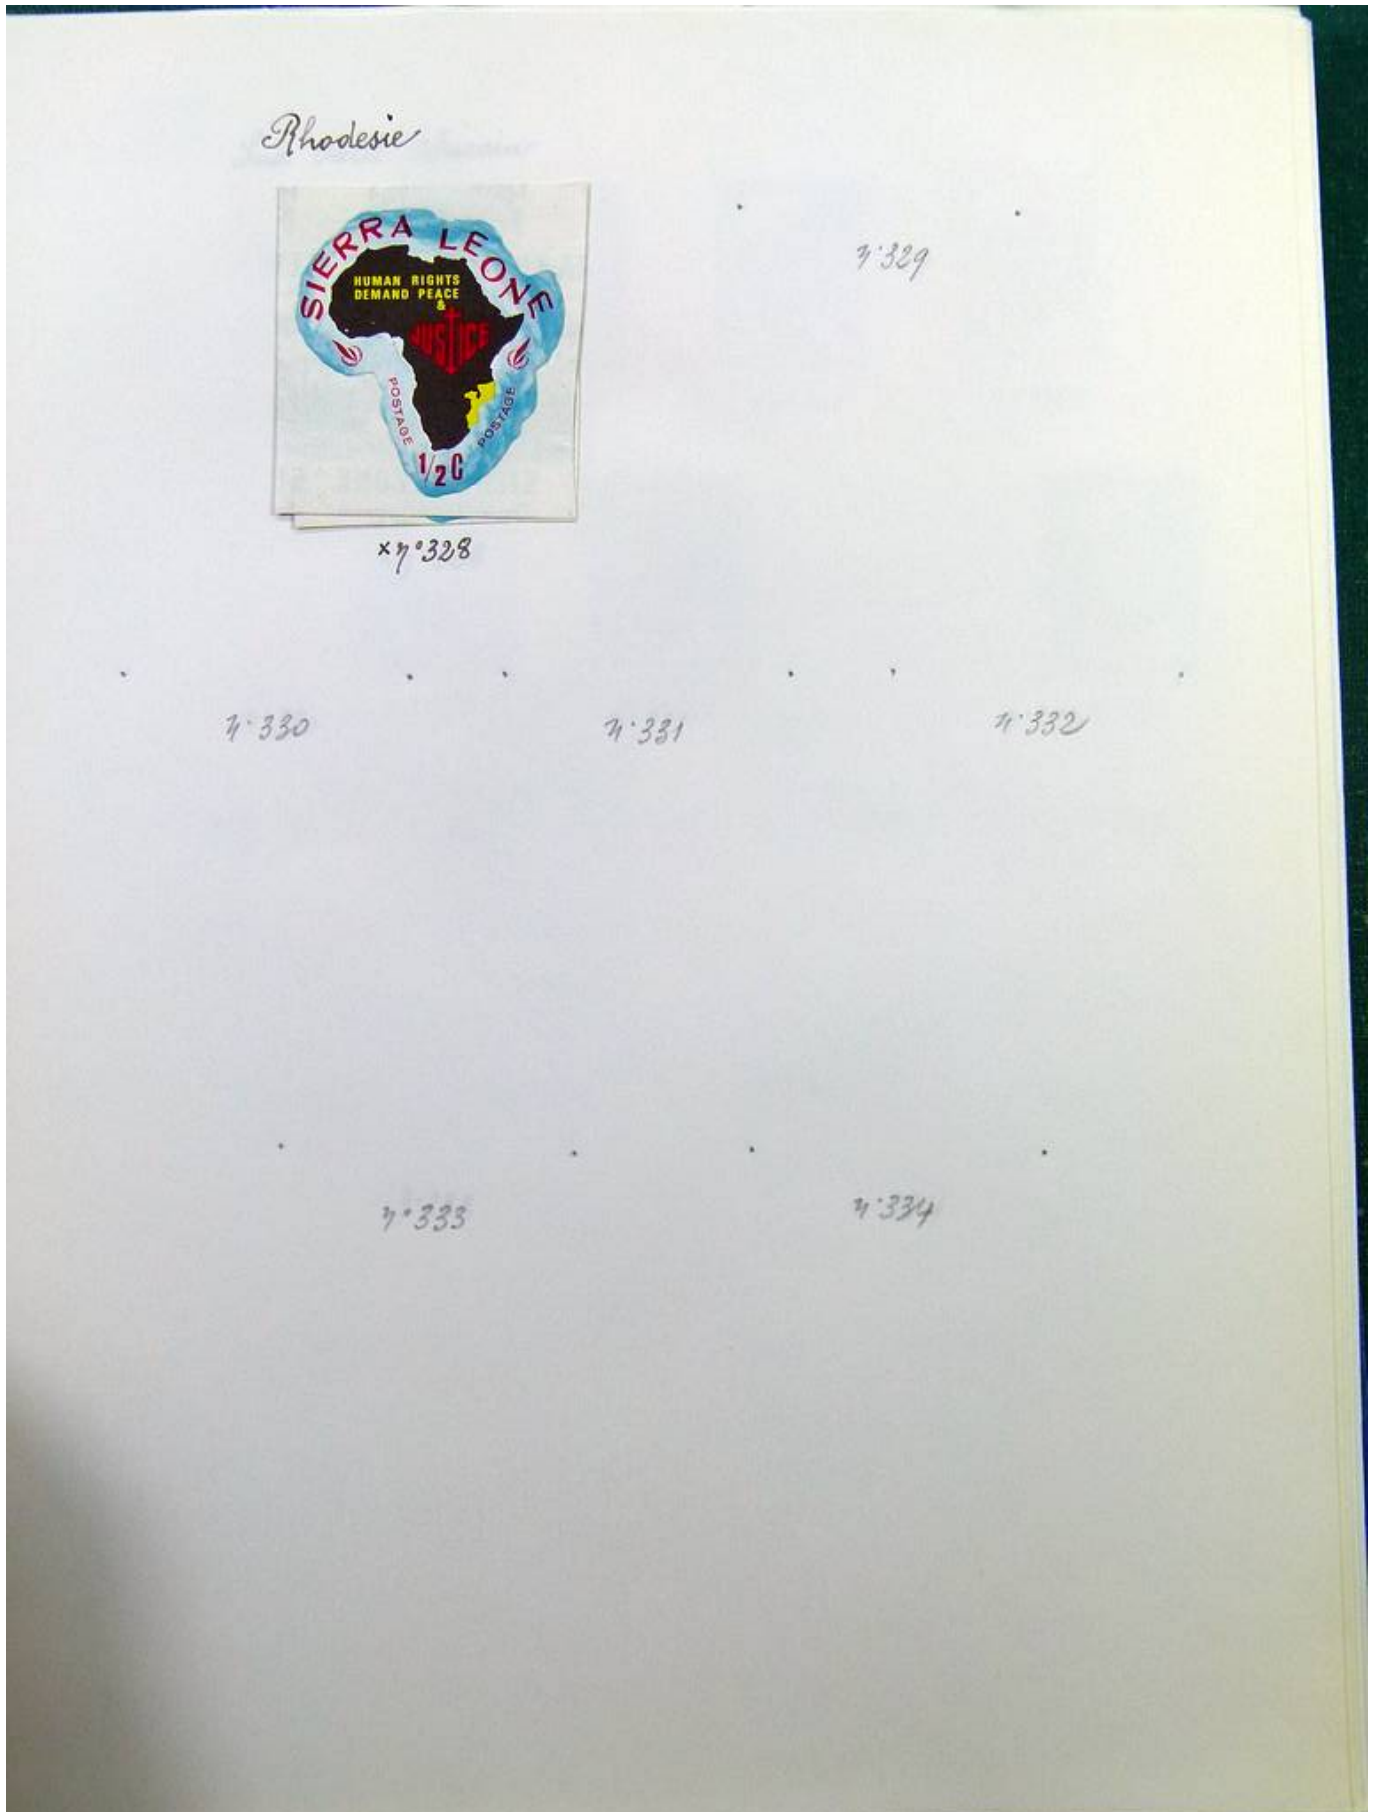 Rhodesie
SIERRA LEONE
HUMAN RIGHTS
DEMAND PEACE
&
JUSTICE
POSTAGE
POSTAGE
1/2C
n°329
x n°328
n°330
n°331
n°332
n°333
n°334